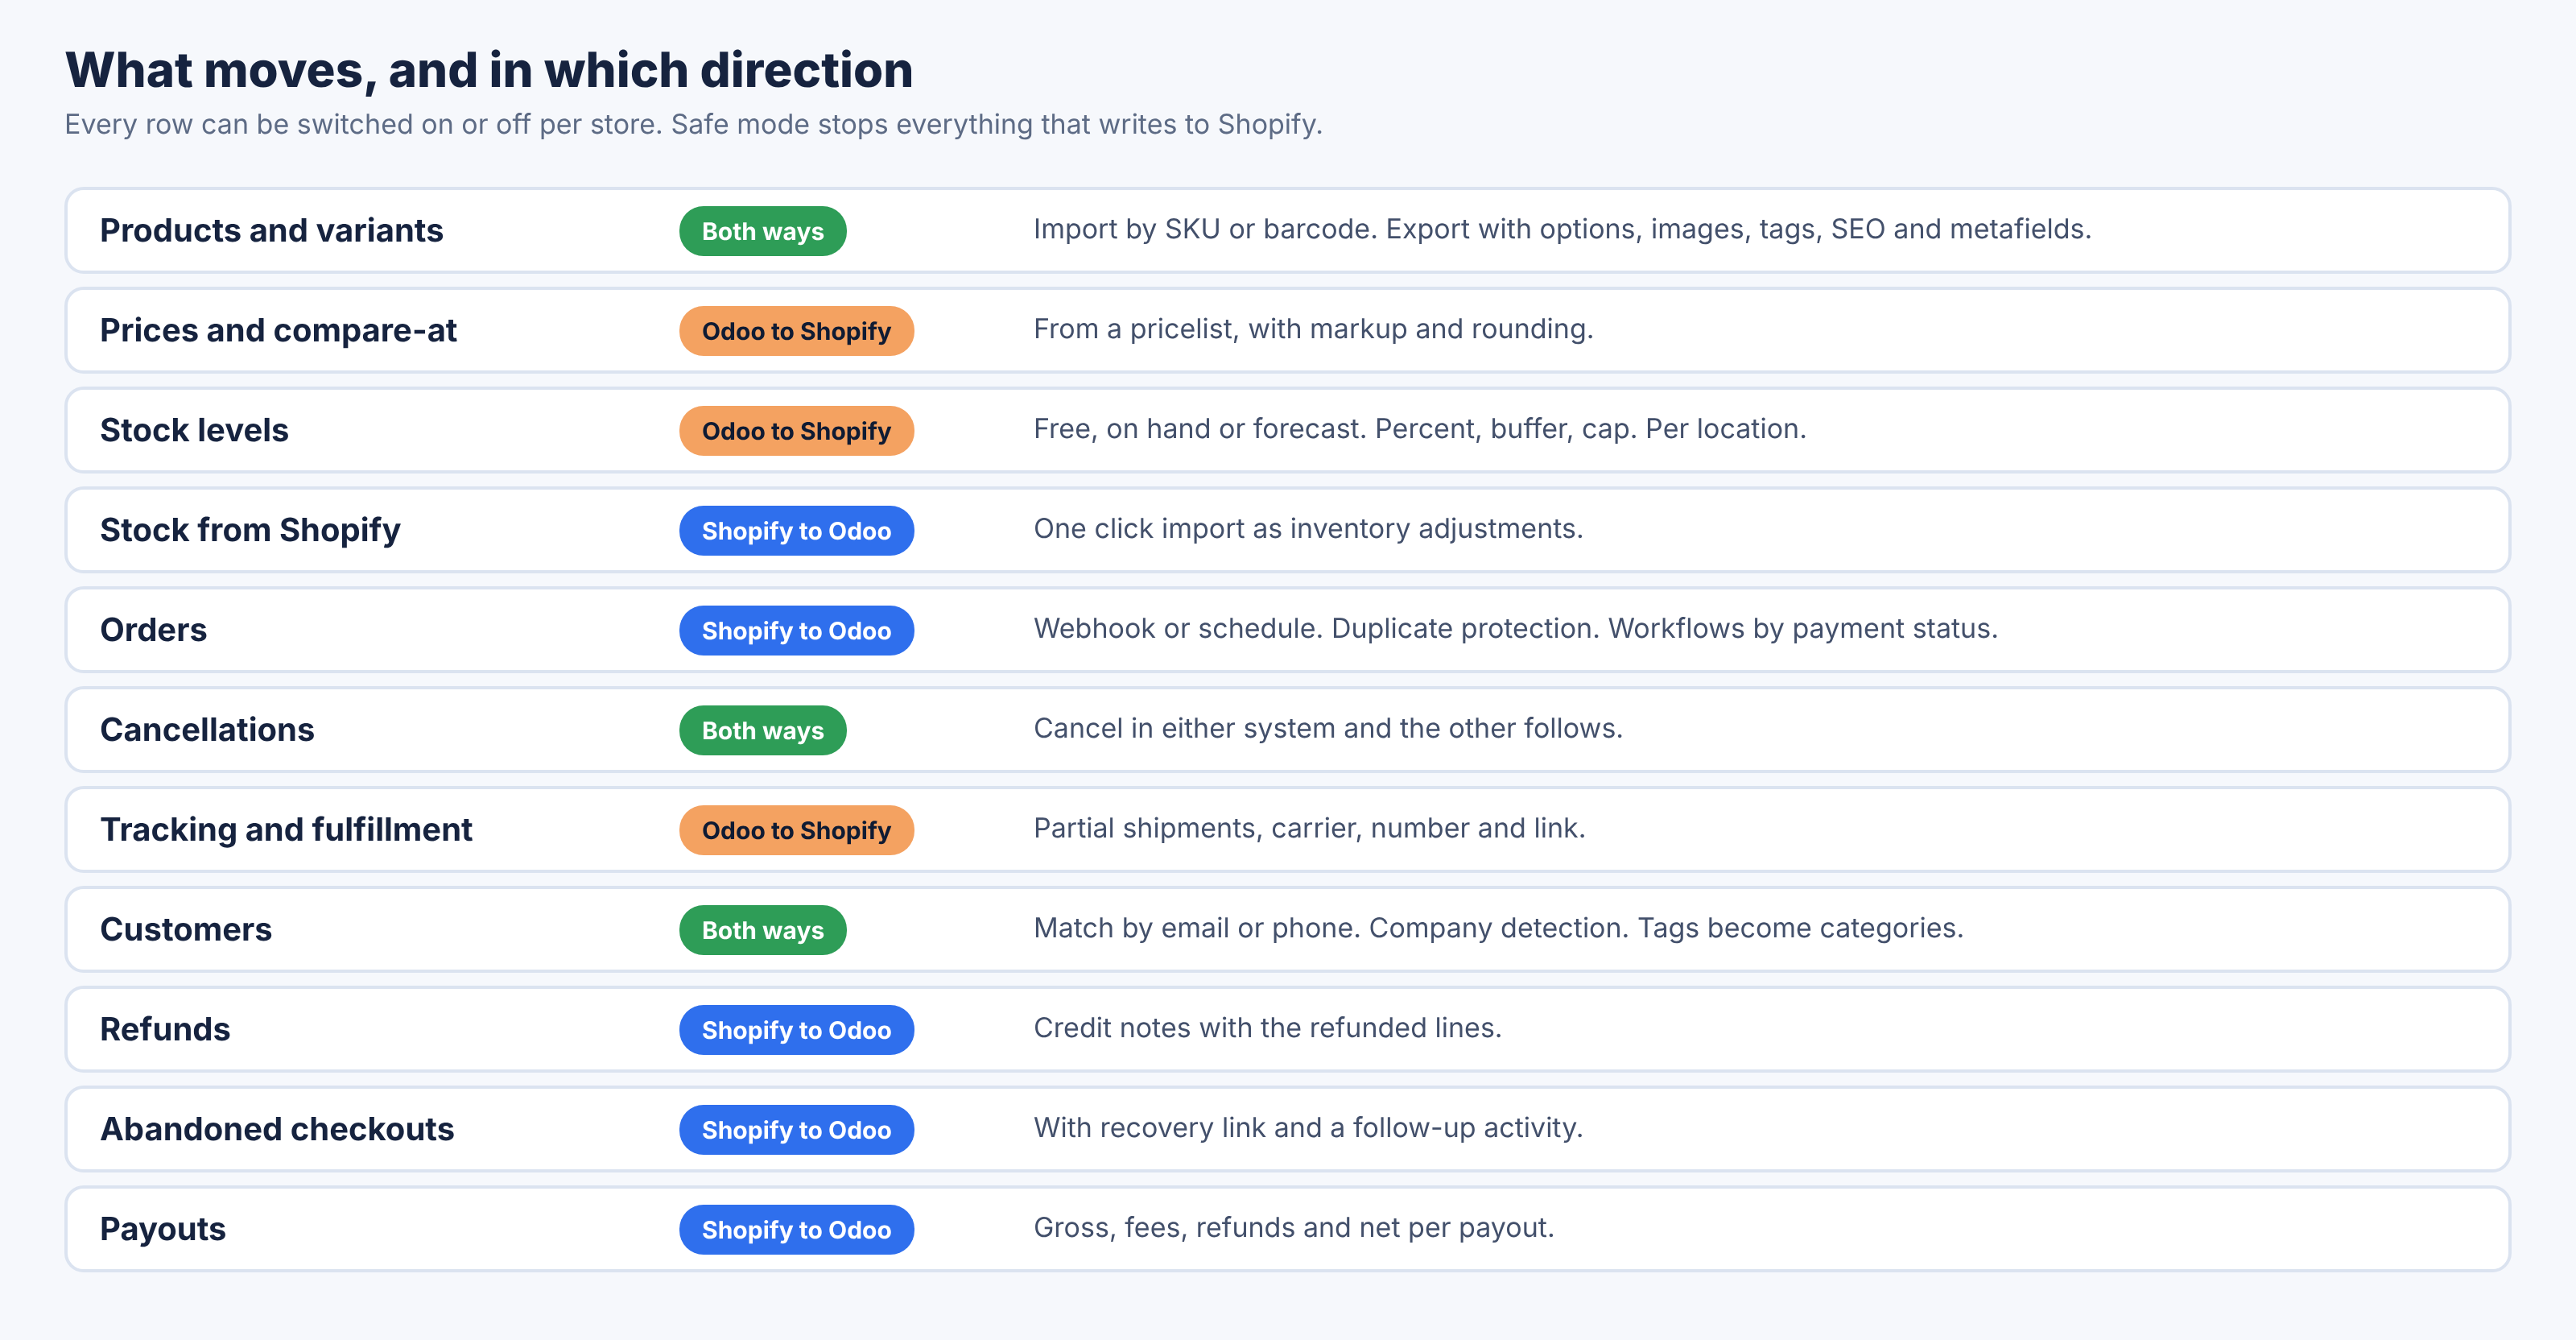 What moves, and in which direction
Every row can be switched on or off per store. Safe mode stops everything that writes to Shopify.
Products and variants Both ways Import by SKU or barcode. Export with options, images, tags, SEO and metafields.
Prices and compare-at Odoo to Shopify From a pricelist, with markup and rounding.
Stock levels Odoo to Shopify Free, on hand or forecast. Percent, buffer, cap. Per location.
Stock from Shopify Shopify to Odoo One click import as inventory adjustments.
Orders Shopify to Odoo Webhook or schedule. Duplicate protection. Workflows by payment status.
Cancellations Both ways Cancel in either system and the other follows.
Tracking and fulfillment Odoo to Shopify Partial shipments, carrier, number and link.
Customers Both ways Match by email or phone. Company detection. Tags become categories.
Refunds Shopify to Odoo Credit notes with the refunded lines.
Abandoned checkouts Shopify to Odoo With recovery link and a follow-up activity.
Payouts Shopify to Odoo Gross, fees, refunds and net per payout.